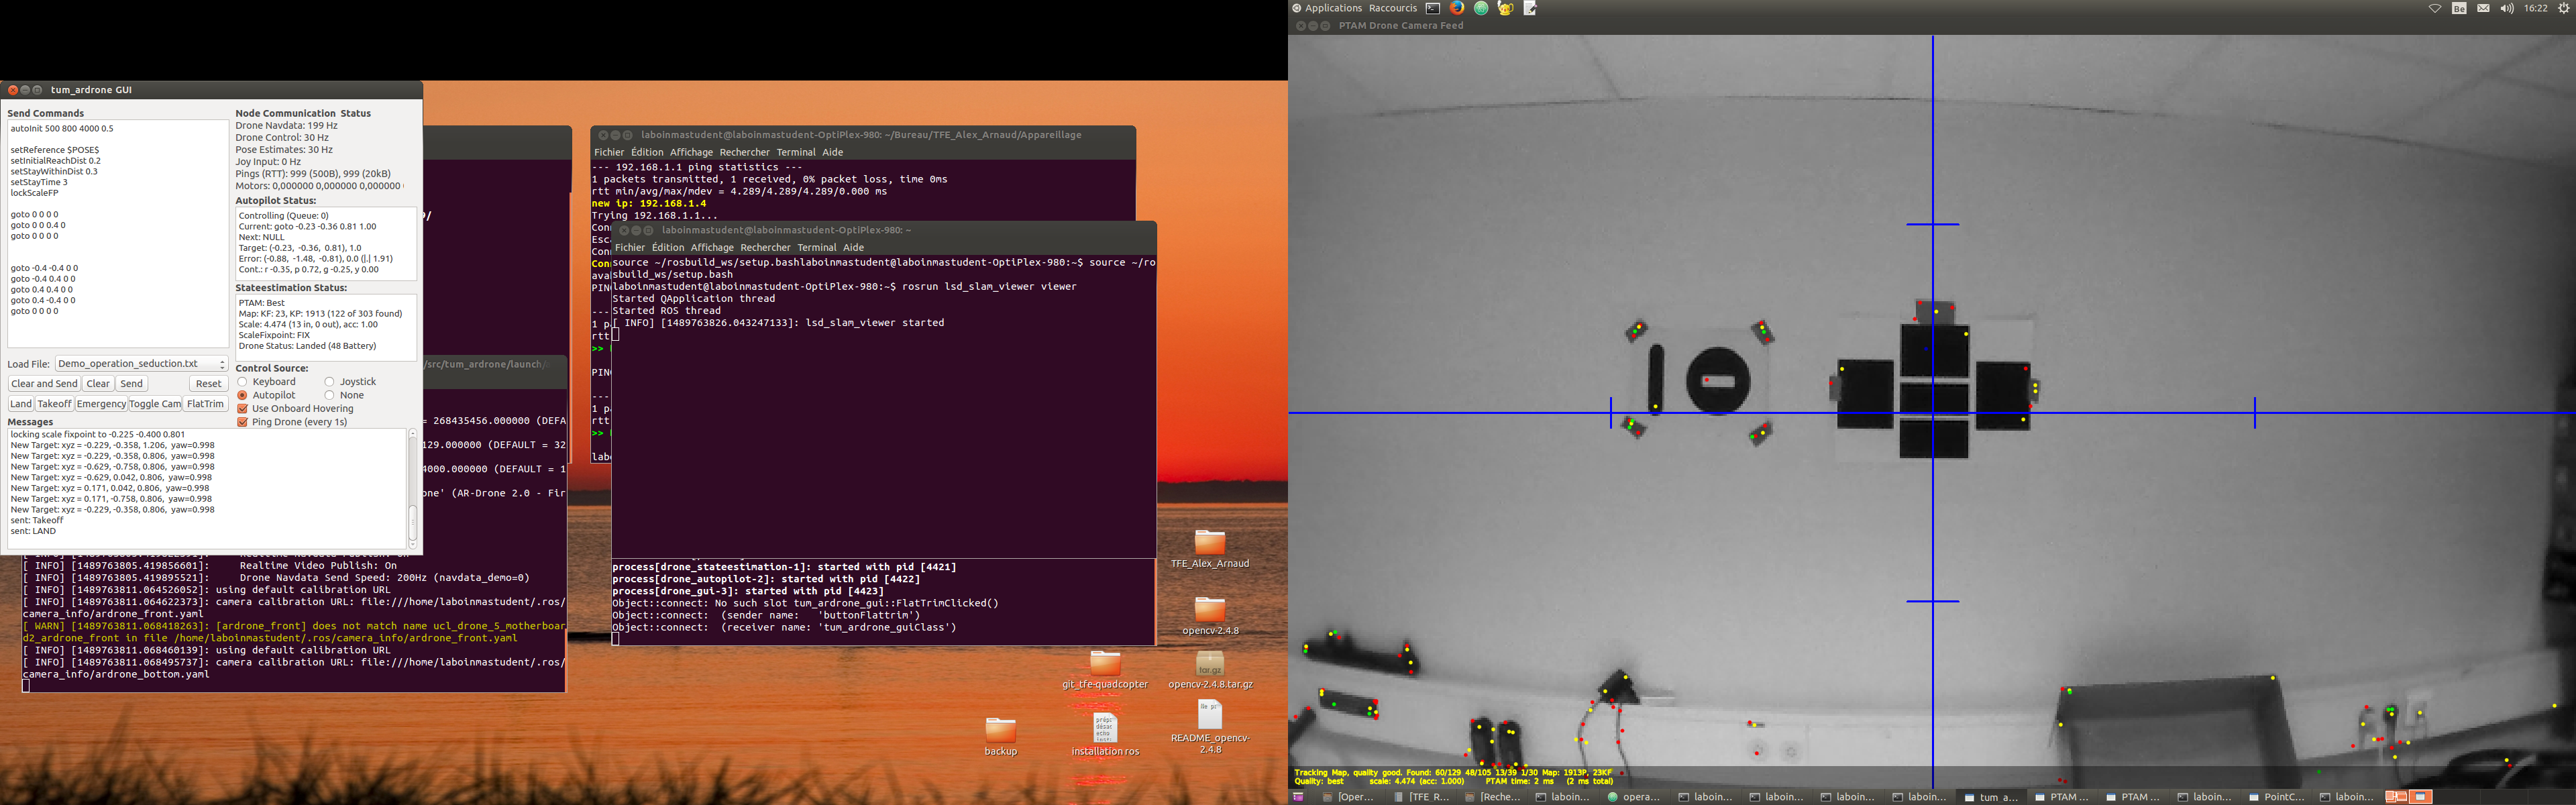 tum_ardrone GUI
Send Commands
autoInit 500 800 4000 0.5
setReference $POSE$
setInitialReachDist 0.2
setStayWithinDist 0.3
setStayTime 3
lockScaleFP
goto 0 0 0 0
goto 0 0 0.4 0
goto 0 0 0 0
goto -0.4 -0.4 0 0
goto -0.4 0.4 0 0
goto 0.4 0.4 0 0
goto 0.4 -0.4 0 0
goto 0 0 0 0
Load File: Demo_operation_seduction.txt
Clear and Send Clear Send Reset
Land Takeoff Emergency Toggle Cam FlatTrim
Node Communication Status
Drone Navdata: 199 Hz
Drone Control: 30 Hz
Pose Estimates: 30 Hz
Joy Input: 0 Hz
Pings (RTT): 999 (500B), 999 (20kB)
Motors: 0,000000 0,000000 0,000000
Autopilot Status:
Controlling (Queue: 0)
Current: goto -0.23 -0.36 0.81 1.00
Next: NULL
Target: (-0.23, -0.36, 0.81), 1.0
Error: (-0.88, -1.48, -0.81), 0.0 (|.| 1.91)
Cont.: r -0.35, p 0.72, g -0.25, y 0.00
Stateestimation Status:
PTAM: Best
Map: KF: 23, KP: 1913 (122 of 303 found)
Scale: 4.474 (13 in, 0 out), acc: 1.00
ScaleFixpoint: FIX
Drone Status: Landed (48 Battery)
Control Source:
Keyboard Joystick
Autopilot None
Use Onboard Hovering
Ping Drone (every 1s)
Messages
locking scale fixpoint to -0.225 -0.400 0.801
New Target: xyz = -0.229, -0.358, 1.206, yaw=0.998
New Target: xyz = -0.229, -0.358, 0.806, yaw=0.998
New Target: xyz = -0.629, -0.758, 0.806, yaw=0.998
New Target: xyz = -0.629, 0.042, 0.806, yaw=0.998
New Target: xyz = 0.171, 0.042, 0.806, yaw=0.998
New Target: xyz = 0.171, -0.758, 0.806, yaw=0.998
New Target: xyz = -0.229, -0.358, 0.806, yaw=0.998
sent: Takeoff
sent: LAND
/src/tum_ardrone/launch/
= 268435456.000000 (DEFA
129.000000 (DEFAULT = 32
4000.000000 (DEFAULT = 1
one' (AR-Drone 2.0 - Fir
[ INFO] [1489763805.419856601]: Realtime Video Publish: On
[ INFO] [1489763805.419895521]: Drone Navdata Send Speed: 200Hz (navdata_demo=0)
[ INFO] [1489763811.064526052]: using default calibration URL
[ INFO] [1489763811.064622373]: camera calibration URL: file:///home/laboinmastudent/.ros/
camera_info/ardrone_front.yaml
[ WARN] [1489763811.068418263]: [ardrone_front] does not match name ucl_drone_5_motherboar
d2_ardrone_front in file /home/laboinmastudent/.ros/camera_info/ardrone_front.yaml
[ INFO] [1489763811.068460139]: using default calibration URL
[ INFO] [1489763811.068495737]: camera calibration URL: file:///home/laboinmastudent/.ros/
camera_info/ardrone_bottom.yaml
laboinmastudent@laboinmastudent-OptiPlex-980: ~/Bureau/TFE_Alex_Arnaud/Appareillage
Fichier Édition Affichage Rechercher Terminal Aide
--- 192.168.1.1 ping statistics ---
1 packets transmitted, 1 received, 0% packet loss, time 0ms
rtt min/avg/max/mdev = 4.289/4.289/4.289/0.000 ms
new ip: 192.168.1.4
Trying 192.168.1.1...
laboinmastudent@laboinmastudent-OptiPlex-980: ~
Fichier Édition Affichage Rechercher Terminal Aide
source ~/rosbuild_ws/setup.bashlaboinmastudent@laboinmastudent-OptiPlex-980:~$ source ~/ro
sbuild_ws/setup.bash
laboinmastudent@laboinmastudent-OptiPlex-980:~$ rosrun lsd_slam_viewer viewer
Started QApplication thread
Started ROS thread
[ INFO] [1489763826.043247133]: lsd_slam_viewer started
process[drone_stateestimation-1]: started with pid [4421]
process[drone_autopilot-2]: started with pid [4422]
process[drone_gui-3]: started with pid [4423]
Object::connect: No such slot tum_ardrone_gui::FlatTrimClicked()
Object::connect: (sender name: 'buttonFlattrim')
Object::connect: (receiver name: 'tum_ardrone_guiClass')
TFE_Alex_Arnaud
opencv-2.4.8
git_tfe-quadcopter
opencv-2.4.8.tar.gz
backup
installation ros
README_opencv-
2.4.8
Applications Raccourcis
Be 16:22
PTAM Drone Camera Feed
Tracking Map, quality good. Found: 60/129 48/105 13/39 1/30 Map: 1913P, 23KF
Quality: best scale: 4.474 (acc: 1.000) PTAM time: 2 ms (2 ms total)
[Oper... [TFE_R... [Reche... laboin... opera... laboin... laboin... laboin... laboin... tum_a... PTAM ... PTAM ... laboin... PointC... laboin...